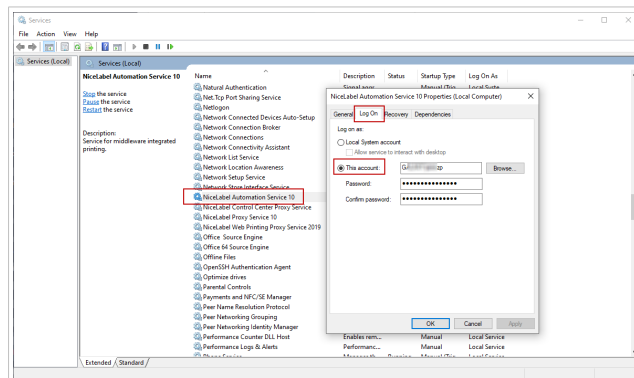 Services
File Action View Help
Services (Local)
Services (Local)
NiceLabel Automation Service 10
Stop the service
Pause the service
Restart the service
Description:
Service for middleware integrated
printing.
Name Description Status Startup Type Log On As
Natural Authentication
Net.Tcp Port Sharing Service
Netlogon
Network Connected Devices Auto-Setup
Network Connection Broker
Network Connections
Network Connectivity Assistant
Network List Service
Network Location Awareness
Network Setup Service
Network Store Interface Service
NiceLabel Automation Service 10
NiceLabel Control Center Proxy Service
NiceLabel Proxy Service 10
NiceLabel Web Printing Proxy Service 2019
Office Source Engine
Office 64 Source Engine
Offline Files
OpenSSH Authentication Agent
Optimize drives
Parental Controls
Payments and NFC/SE Manager
Peer Name Resolution Protocol
Peer Networking Grouping
Peer Networking Identity Manager
Performance Counter DLL Host Enables rem... Manual Local Service
Performance Logs & Alerts Performanc... Manual Local Service
Extended Standard
NiceLabel Automation Service 10 Properties (Local Computer)
General Log On Recovery Dependencies
Log on as:
Local System account
Allow service to interact with desktop
This account: zp Browse...
Password:
Confirm password:
OK Cancel Apply